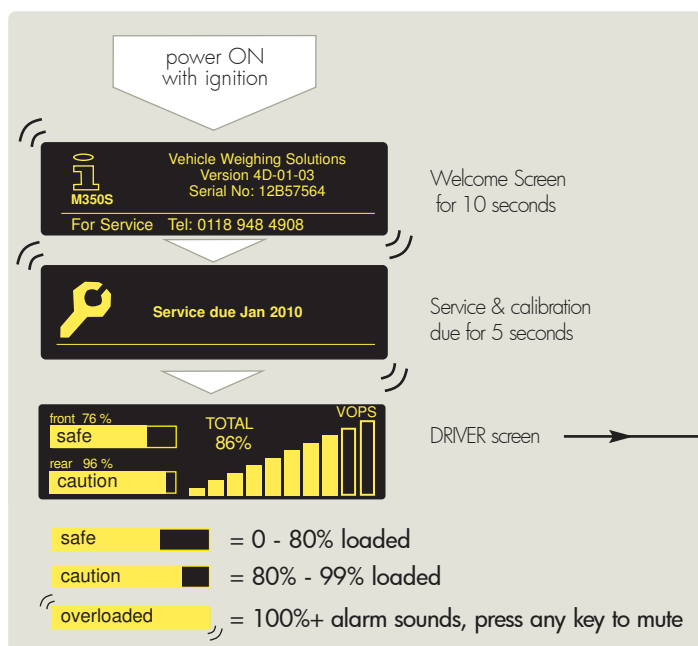 power ON
with ignition
Vehicle Weighing Solutions
Version 4D-01-03
Serial No: 12B57564
M350S
For Service Tel: 0118 948 4908
Welcome Screen
for 10 seconds
Service due Jan 2010
Service & calibration
due for 5 seconds
front 76 %
safe
rear 96 %
caution
TOTAL
86%
VOPS
DRIVER screen
safe = 0 - 80% loaded
caution = 80% - 99% loaded
overloaded = 100%+ alarm sounds, press any key to mute